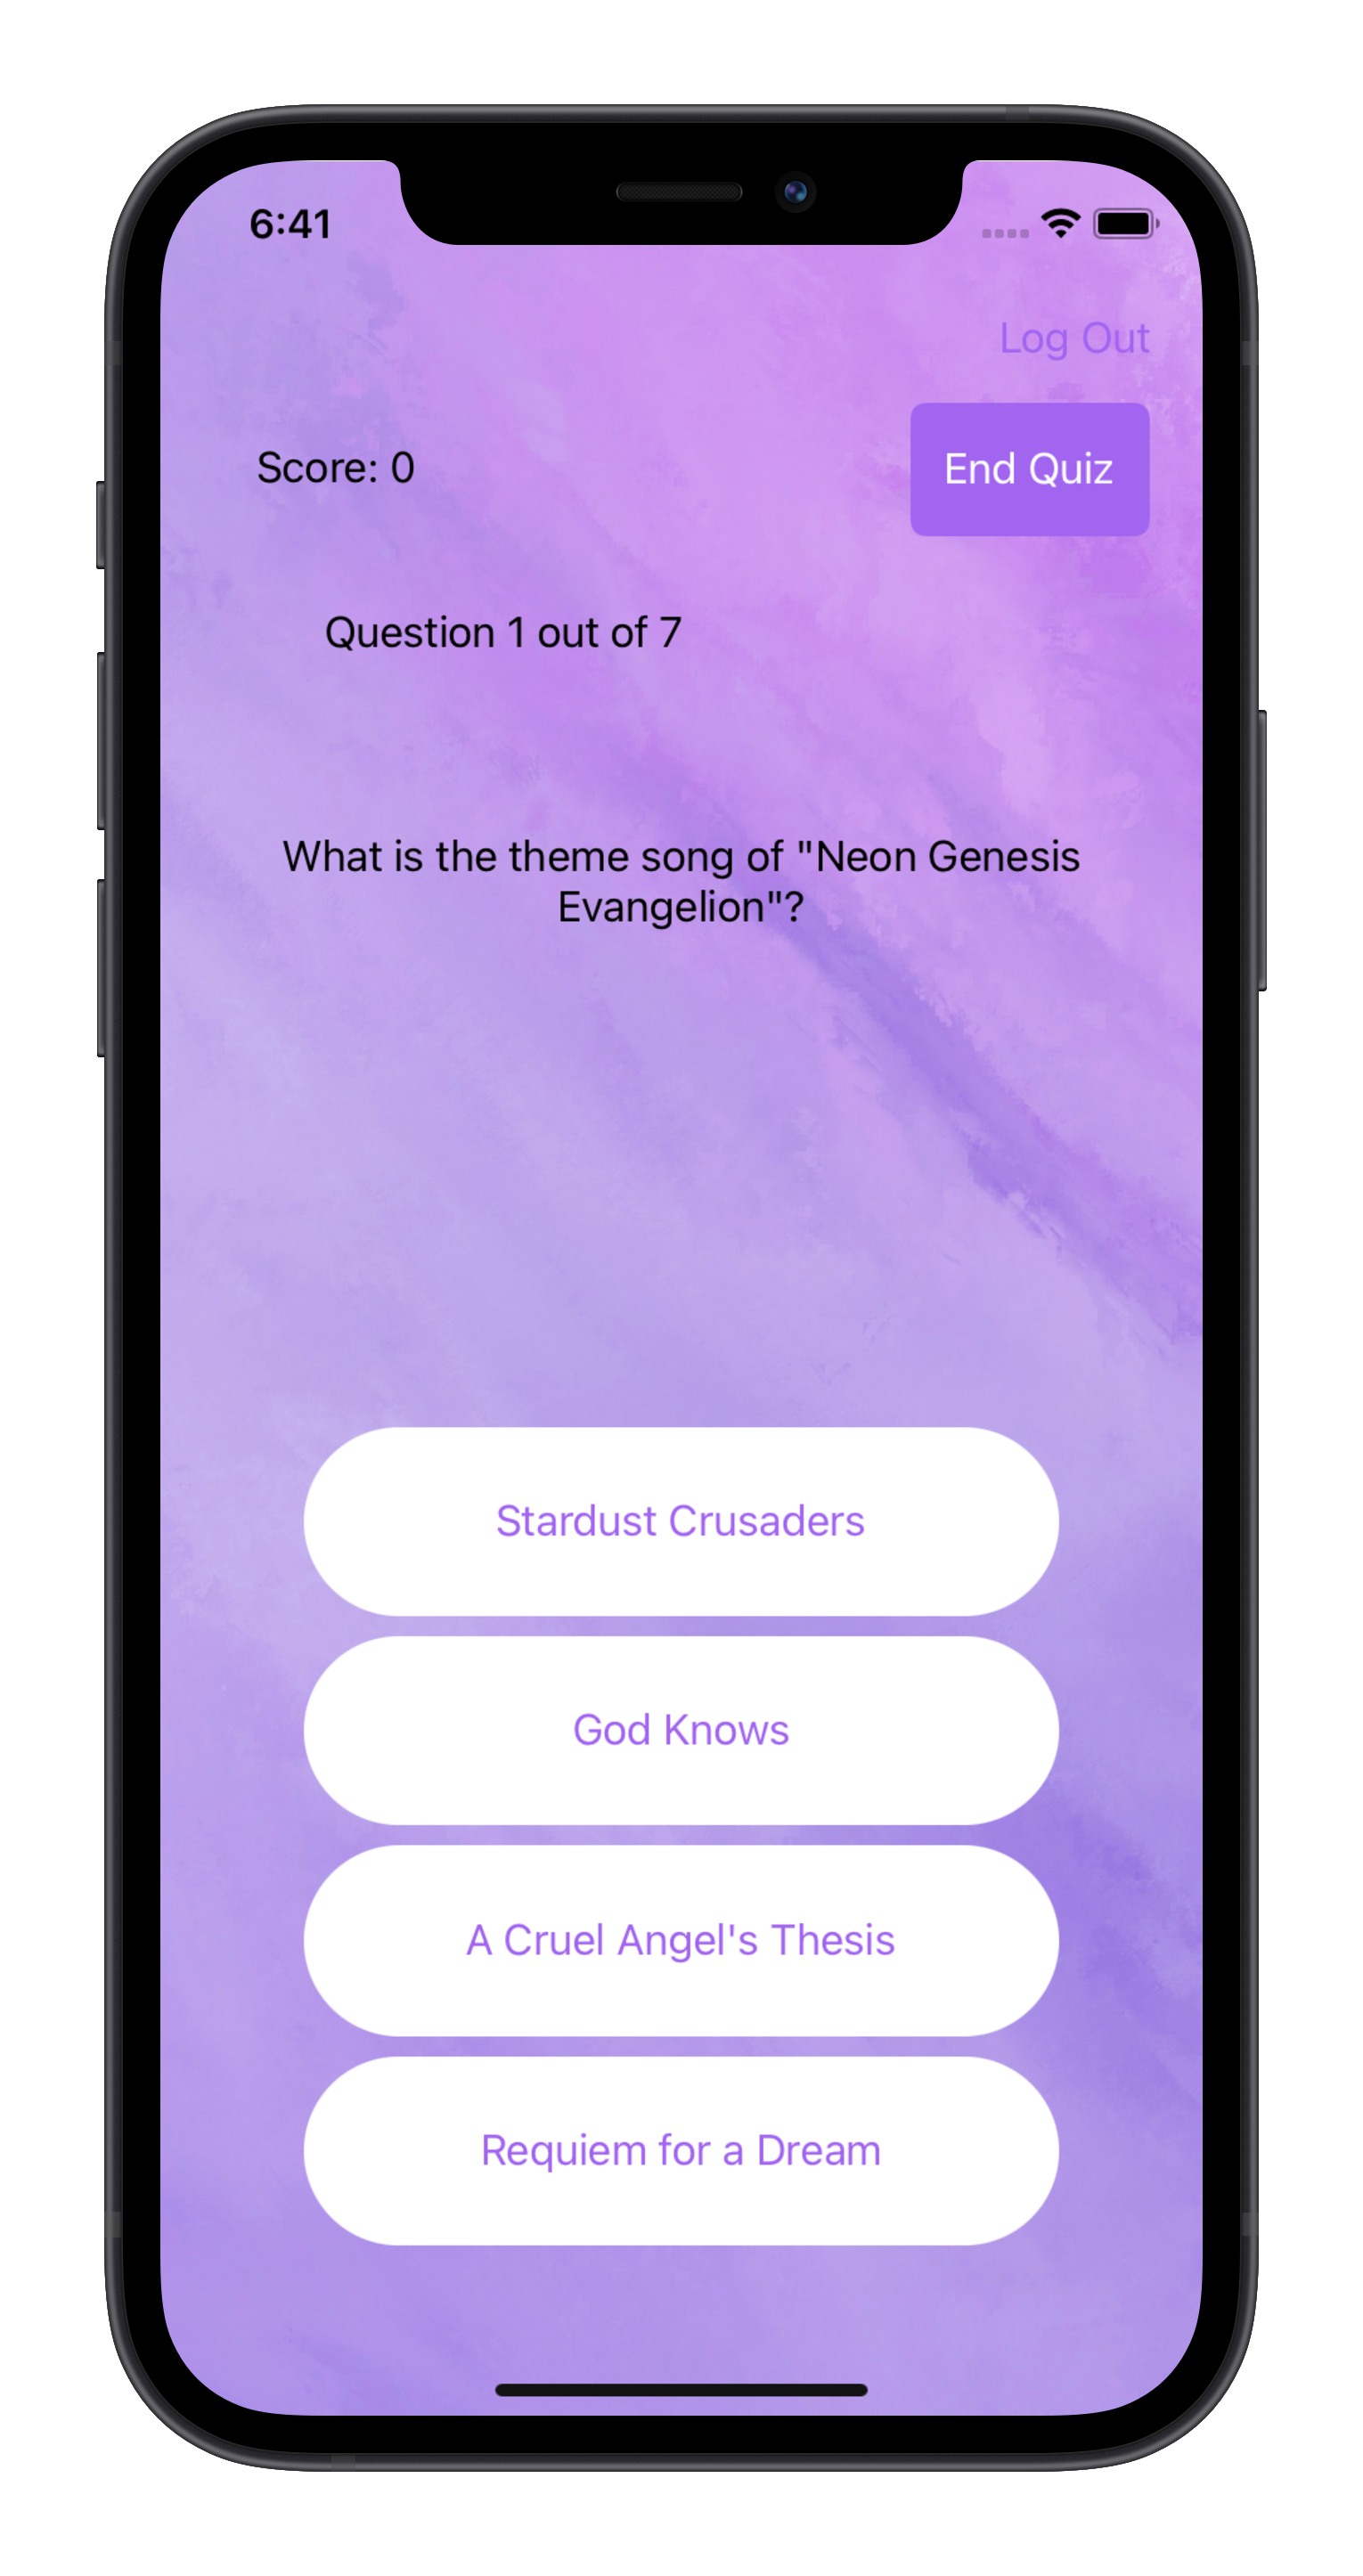 6:41
Log Out
Score: 0
End Quiz
Question 1 out of 7
What is the theme song of "Neon Genesis
Evangelion"?
Stardust Crusaders
God Knows
A Cruel Angel's Thesis
Requiem for a Dream